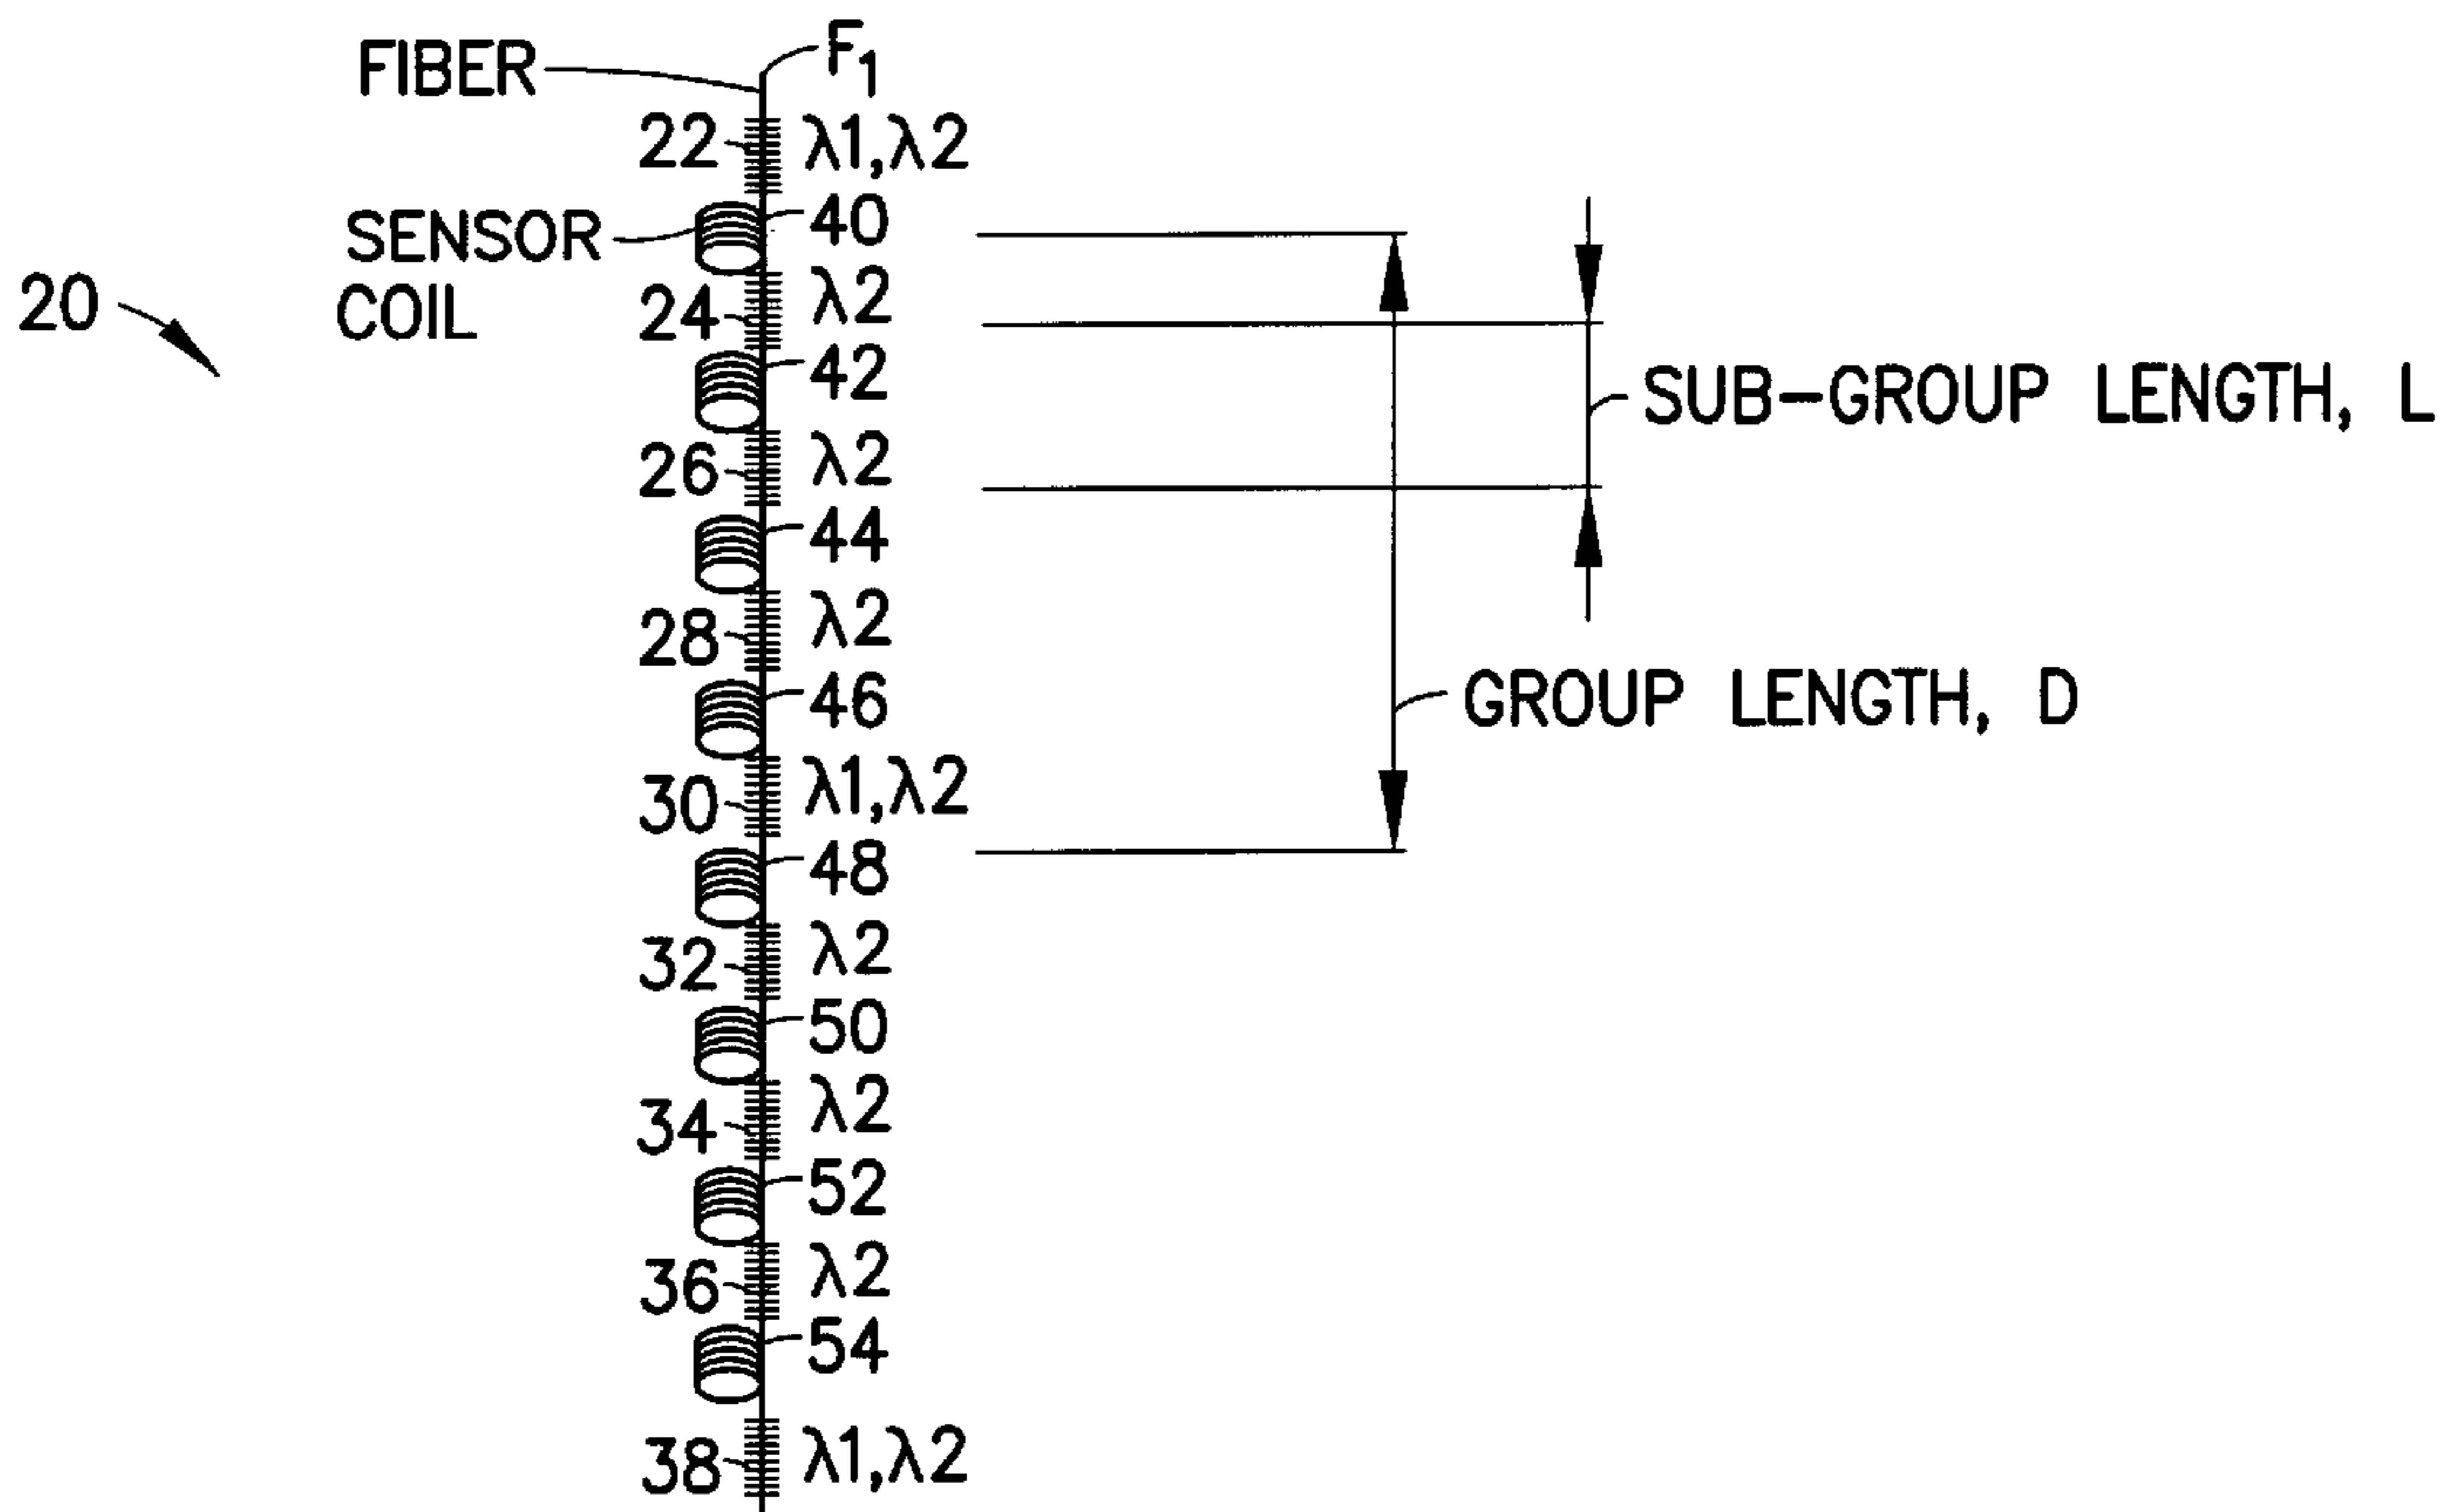 F1
FIBER
22 λ1,λ2
SENSOR 40
20 COIL 24 λ2
42
SUB-GROUP LENGTH, L
26 λ2
44
28 λ2
46
GROUP LENGTH, D
30 λ1,λ2
48
32 λ2
50
34 λ2
52
36 λ2
54
38 λ1,λ2